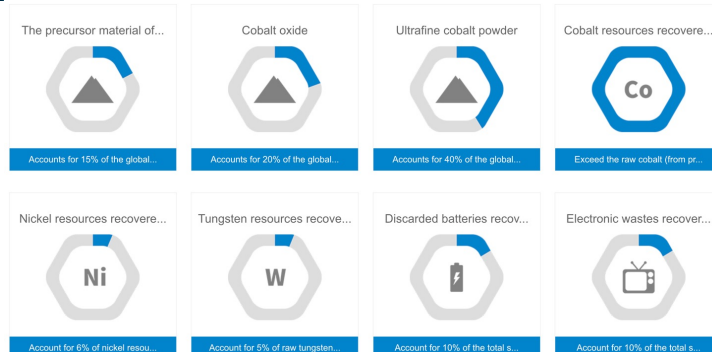 The precursor material of...
Cobalt oxide
Ultrafine cobalt powder
Cobalt resources recovere...
Co
Accounts for 15% of the global...
Accounts for 20% of the global...
Accounts for 40% of the global...
Exceed the raw cobalt (from pr...
Nickel resources recovere...
Tungsten resources recove...
Discarded batteries recov...
Electronic wastes recover...
Ni
W
Account for 6% of nickel resou...
Account for 5% of raw tungsten...
Account for 10% of the total s...
Account for 10% of the total s...